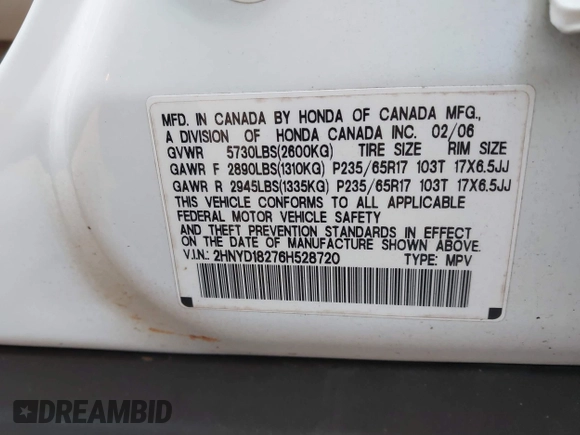 MFD. IN CANADA BY HONDA OF CANADA MFG.,
A DIVISION OF HONDA CANADA INC. 02/06
GVWR 5730LBS(2600KG) TIRE SIZE RIM SIZE
GAWR F 2890LBS(1310KG) P235/65R17 103T 17X6.5JJ
GAWR R 2945LBS(1335KG) P235/65R17 103T 17X6.5JJ
THIS VEHICLE CONFORMS TO ALL APPLICABLE
FEDERAL MOTOR VEHICLE SAFETY
AND THEFT PREVENTION STANDARDS IN EFFECT
ON THE DATE OF MANUFACTURE SHOWN ABOVE.
V.I.N.: 2HNYD18276H528720 TYPE: MPV
DREAMBID